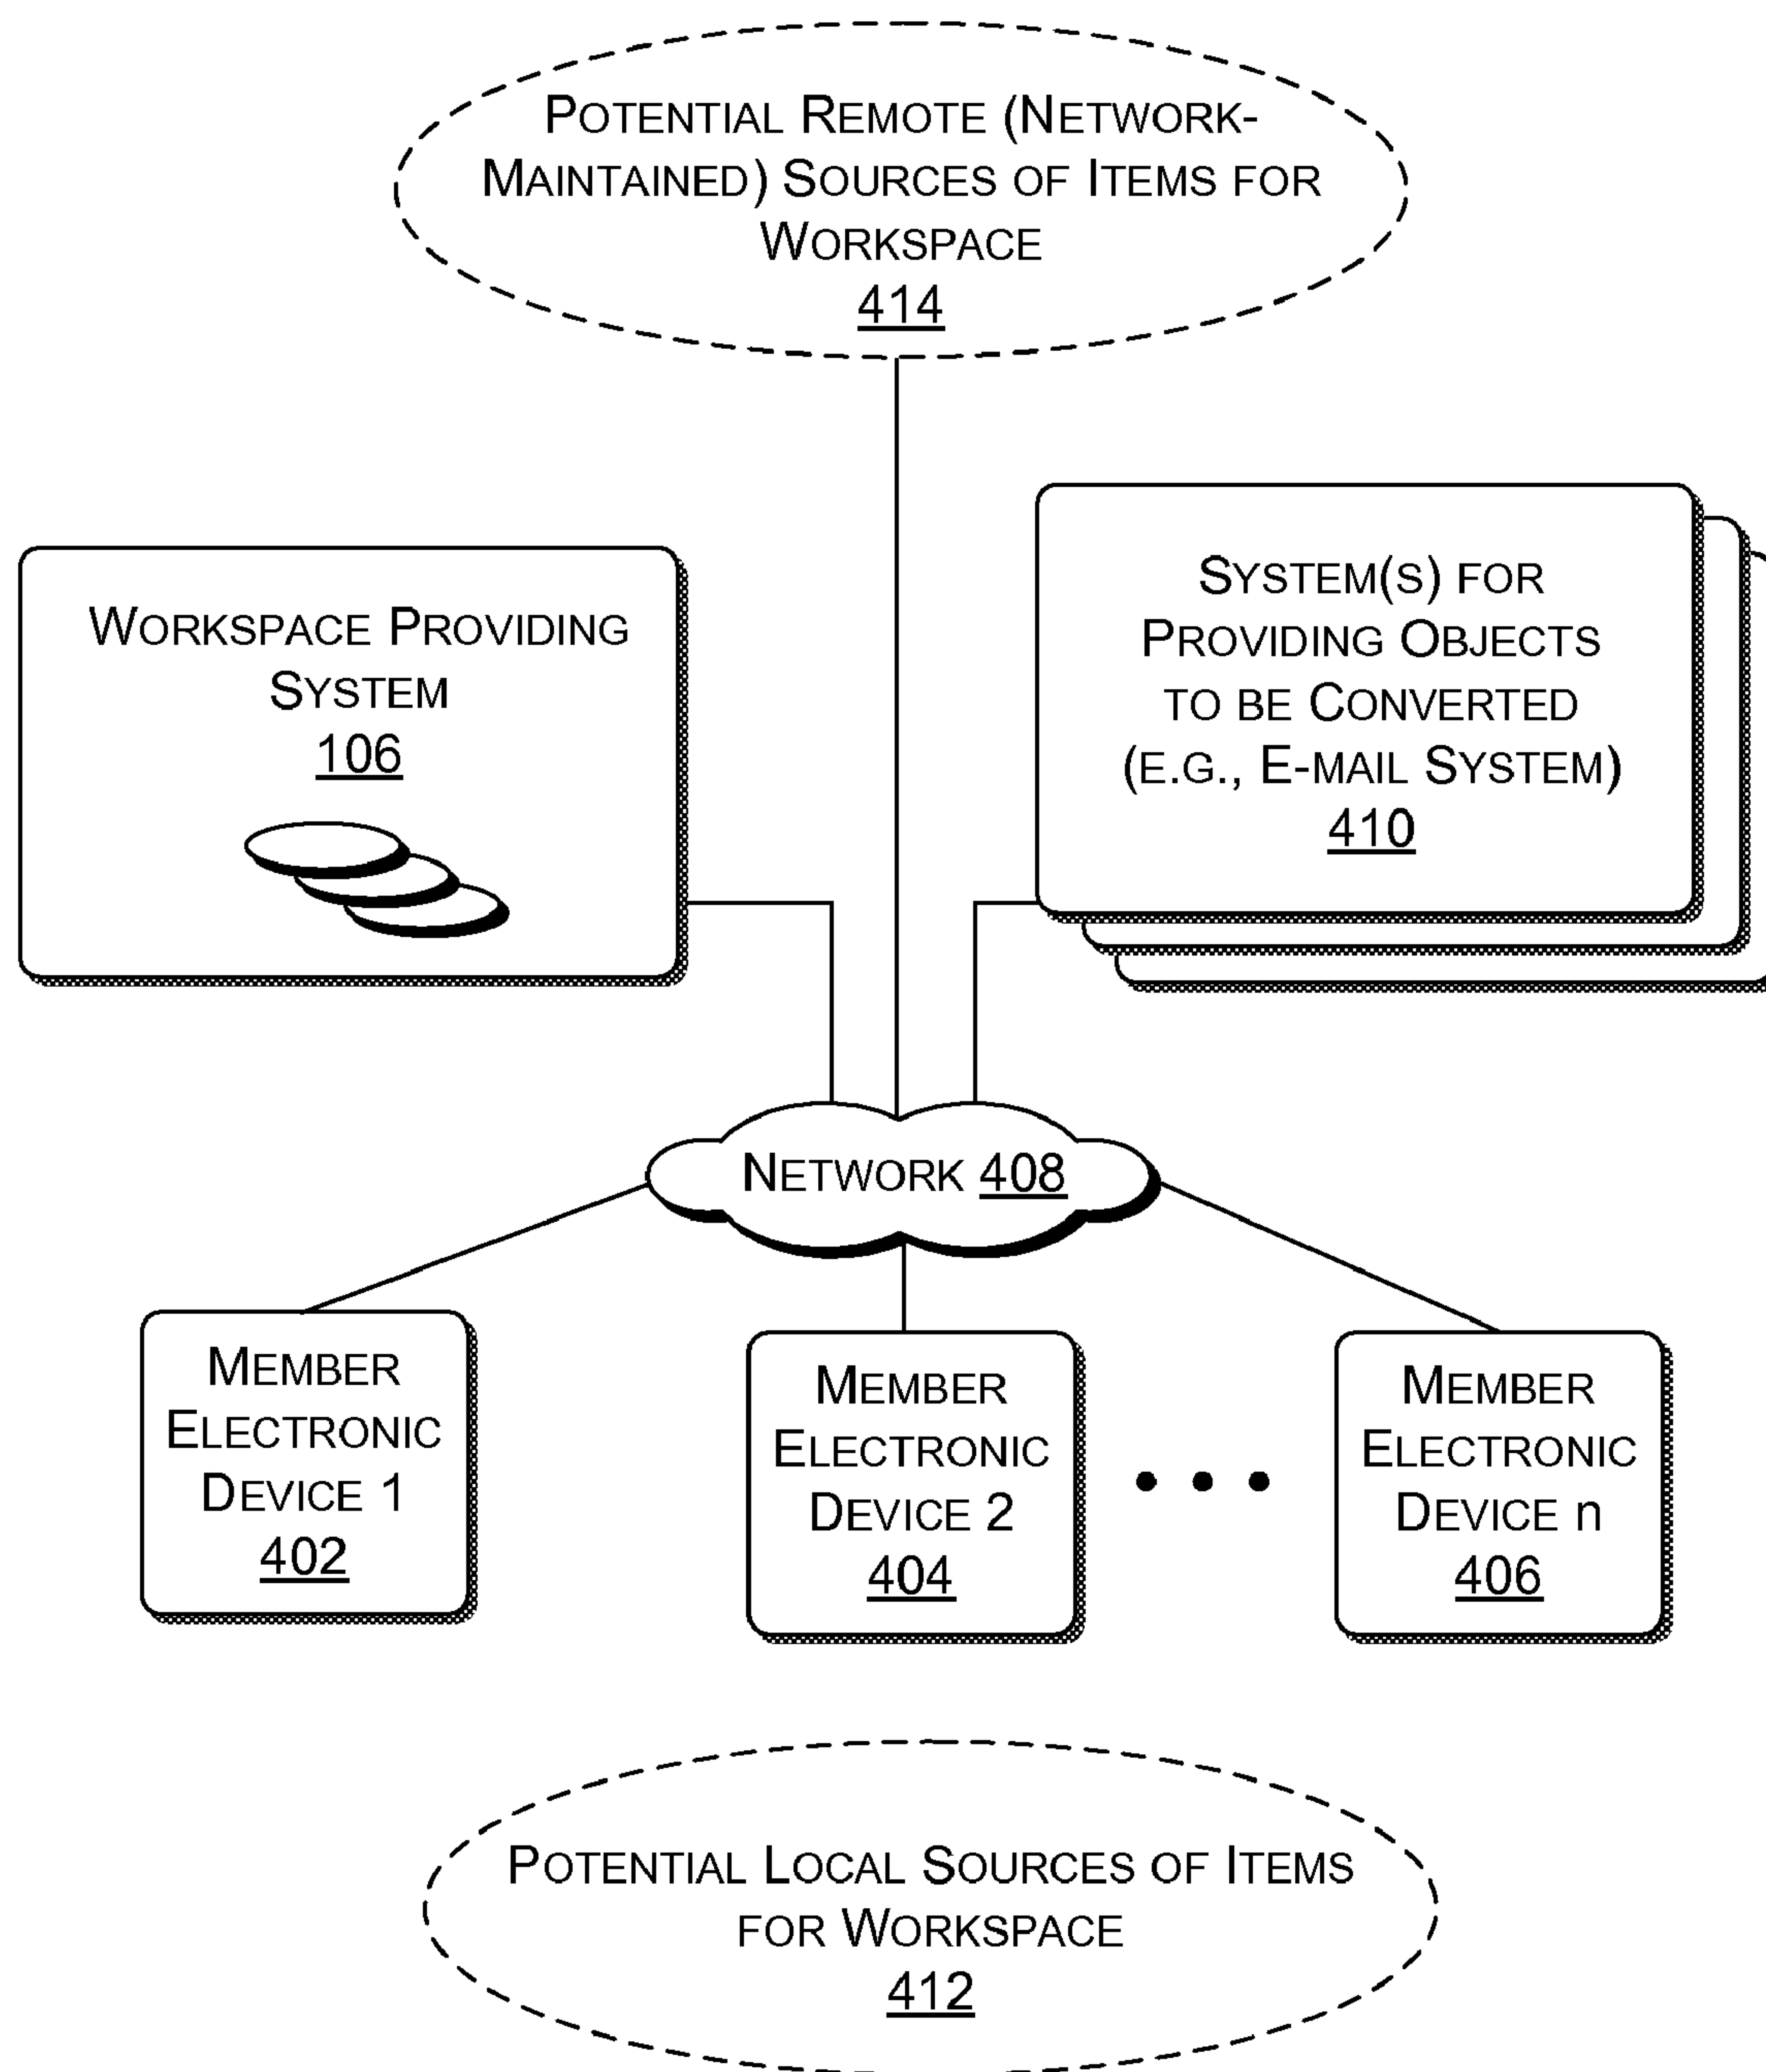 POTENTIAL REMOTE (NETWORK-
MAINTAINED) SOURCES OF ITEMS FOR
WORKSPACE
414
WORKSPACE PROVIDING
SYSTEM
106
SYSTEM(S) FOR
PROVIDING OBJECTS
TO BE CONVERTED
(E.G., E-MAIL SYSTEM)
410
NETWORK 408
MEMBER
ELECTRONIC
DEVICE 1
402
MEMBER
ELECTRONIC
DEVICE 2
404
• • •
MEMBER
ELECTRONIC
DEVICE n
406
POTENTIAL LOCAL SOURCES OF ITEMS
FOR WORKSPACE
412